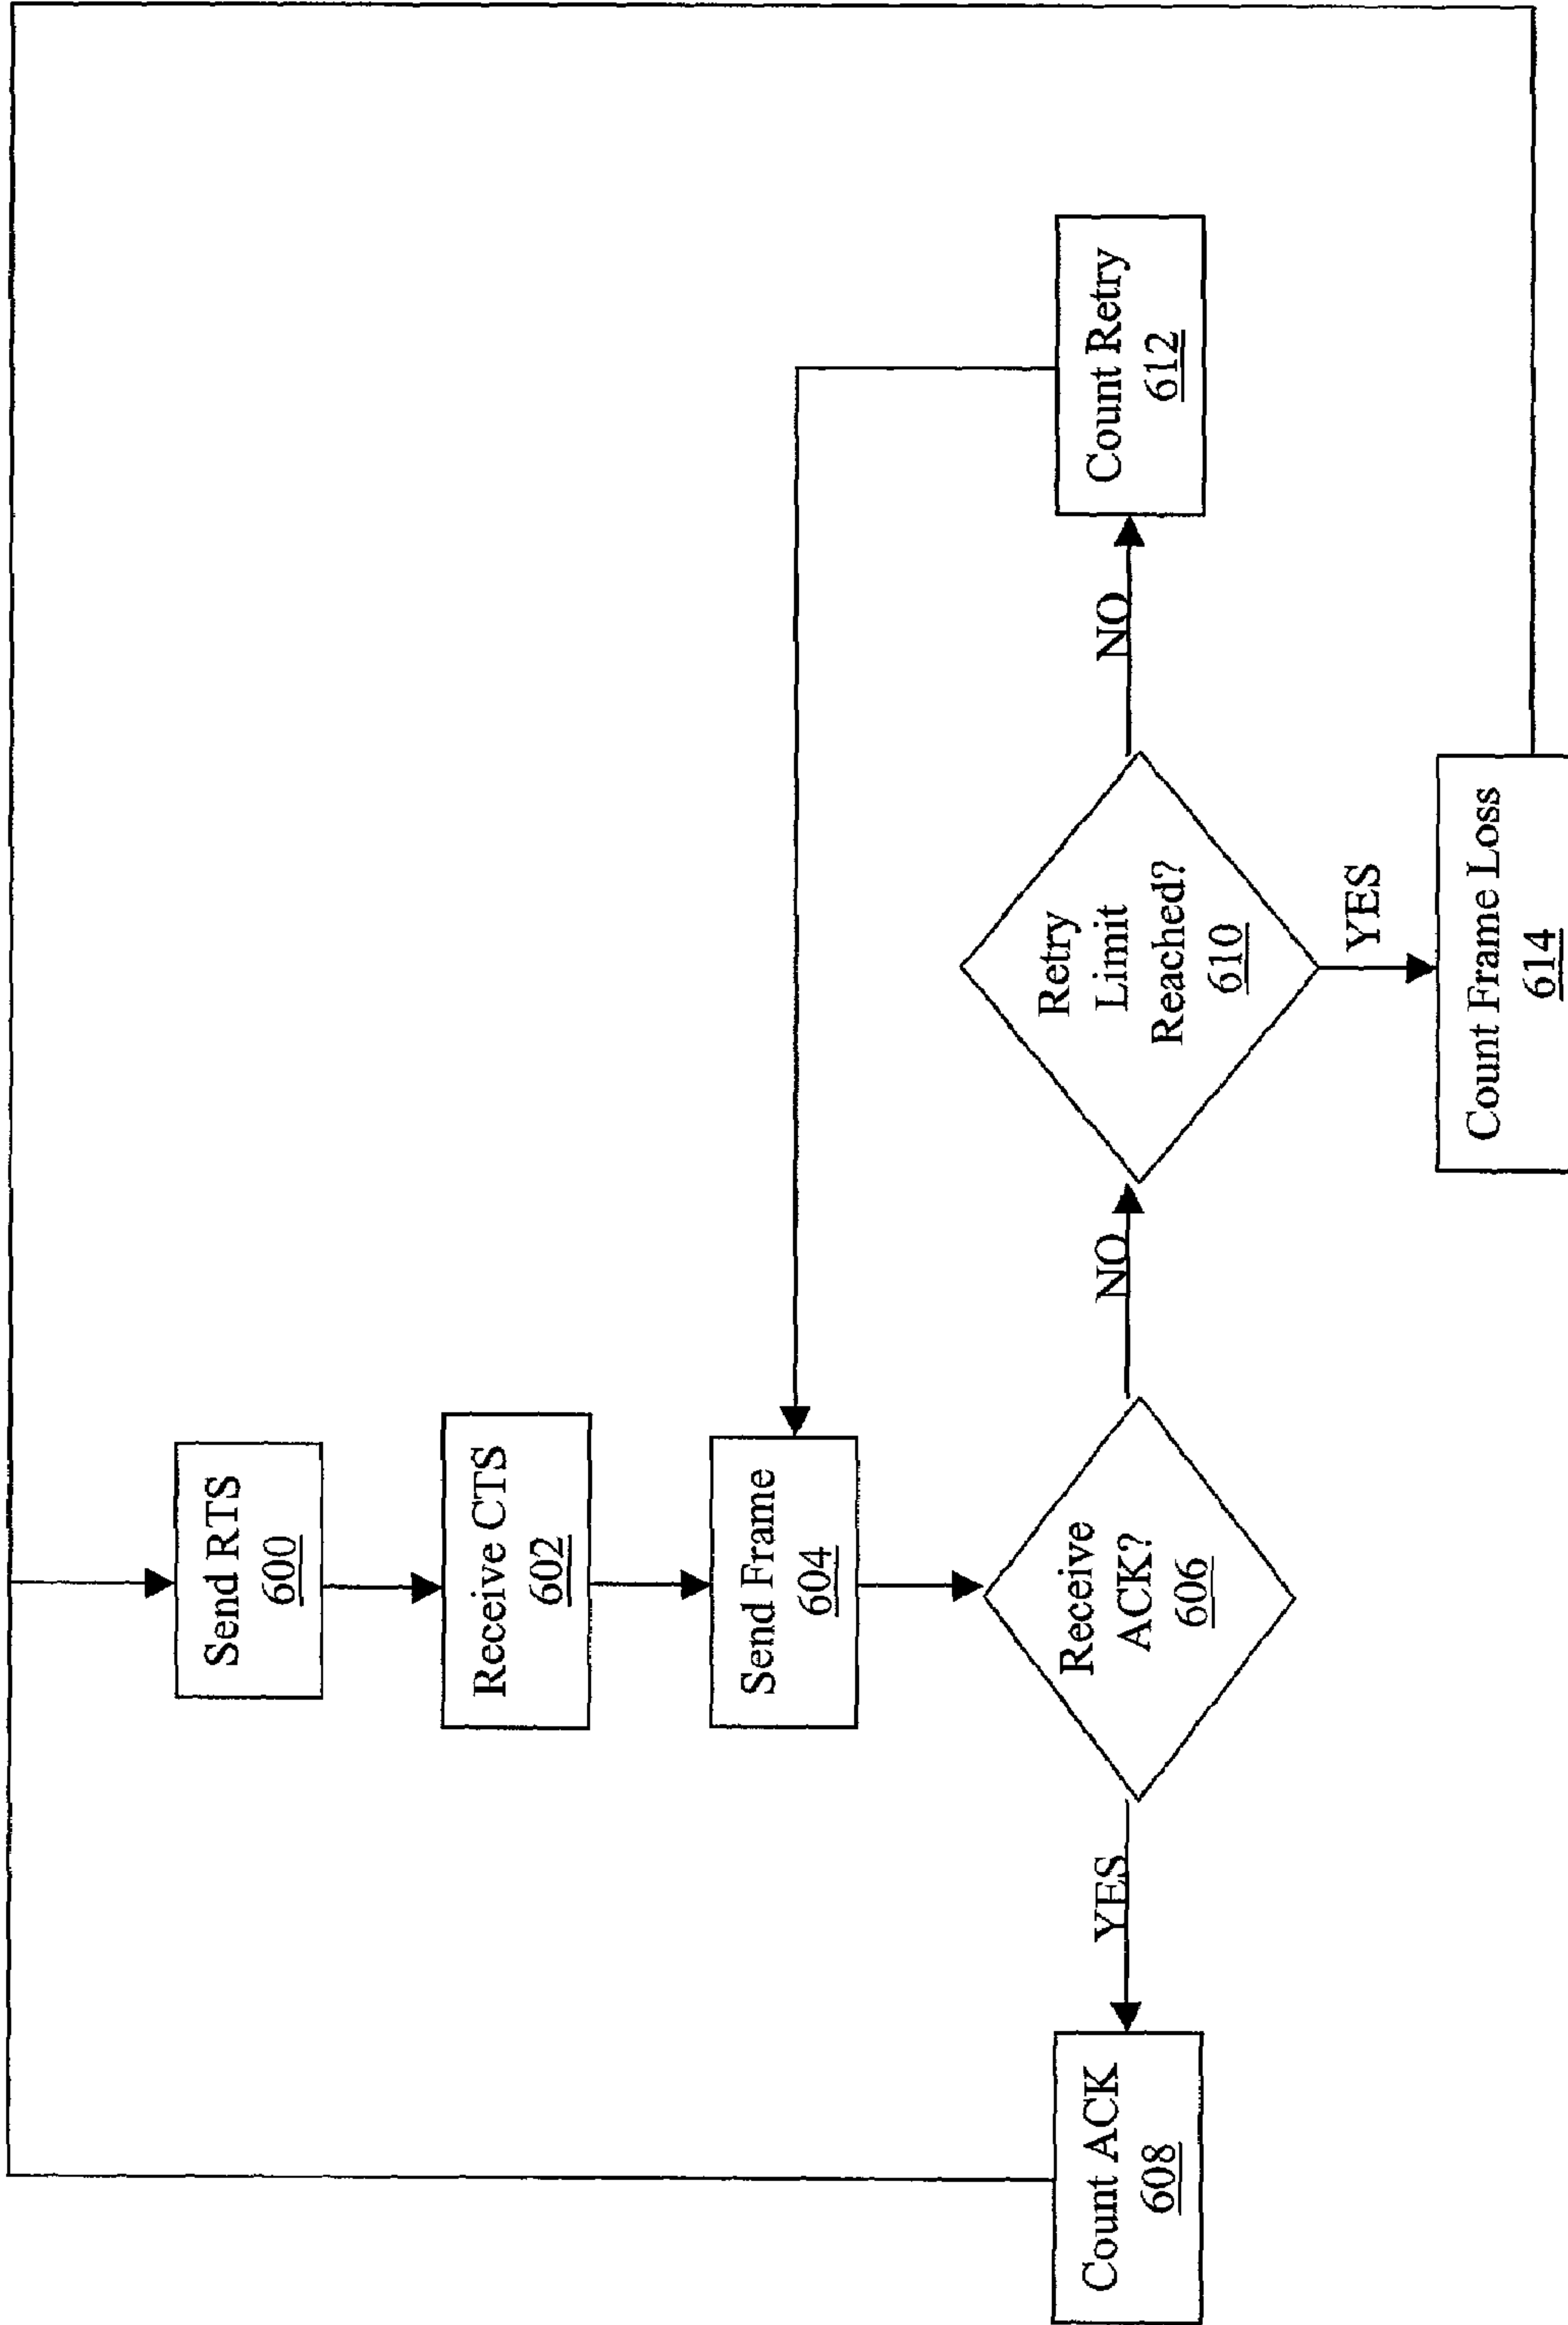 Send RTS
600
Receive CTS
602
Send Frame
604
Receive
ACK?
606
YES
Count ACK
608
NO
Retry
Limit
Reached?
610
NO
Count Retry
612
YES
Count Frame Loss
614